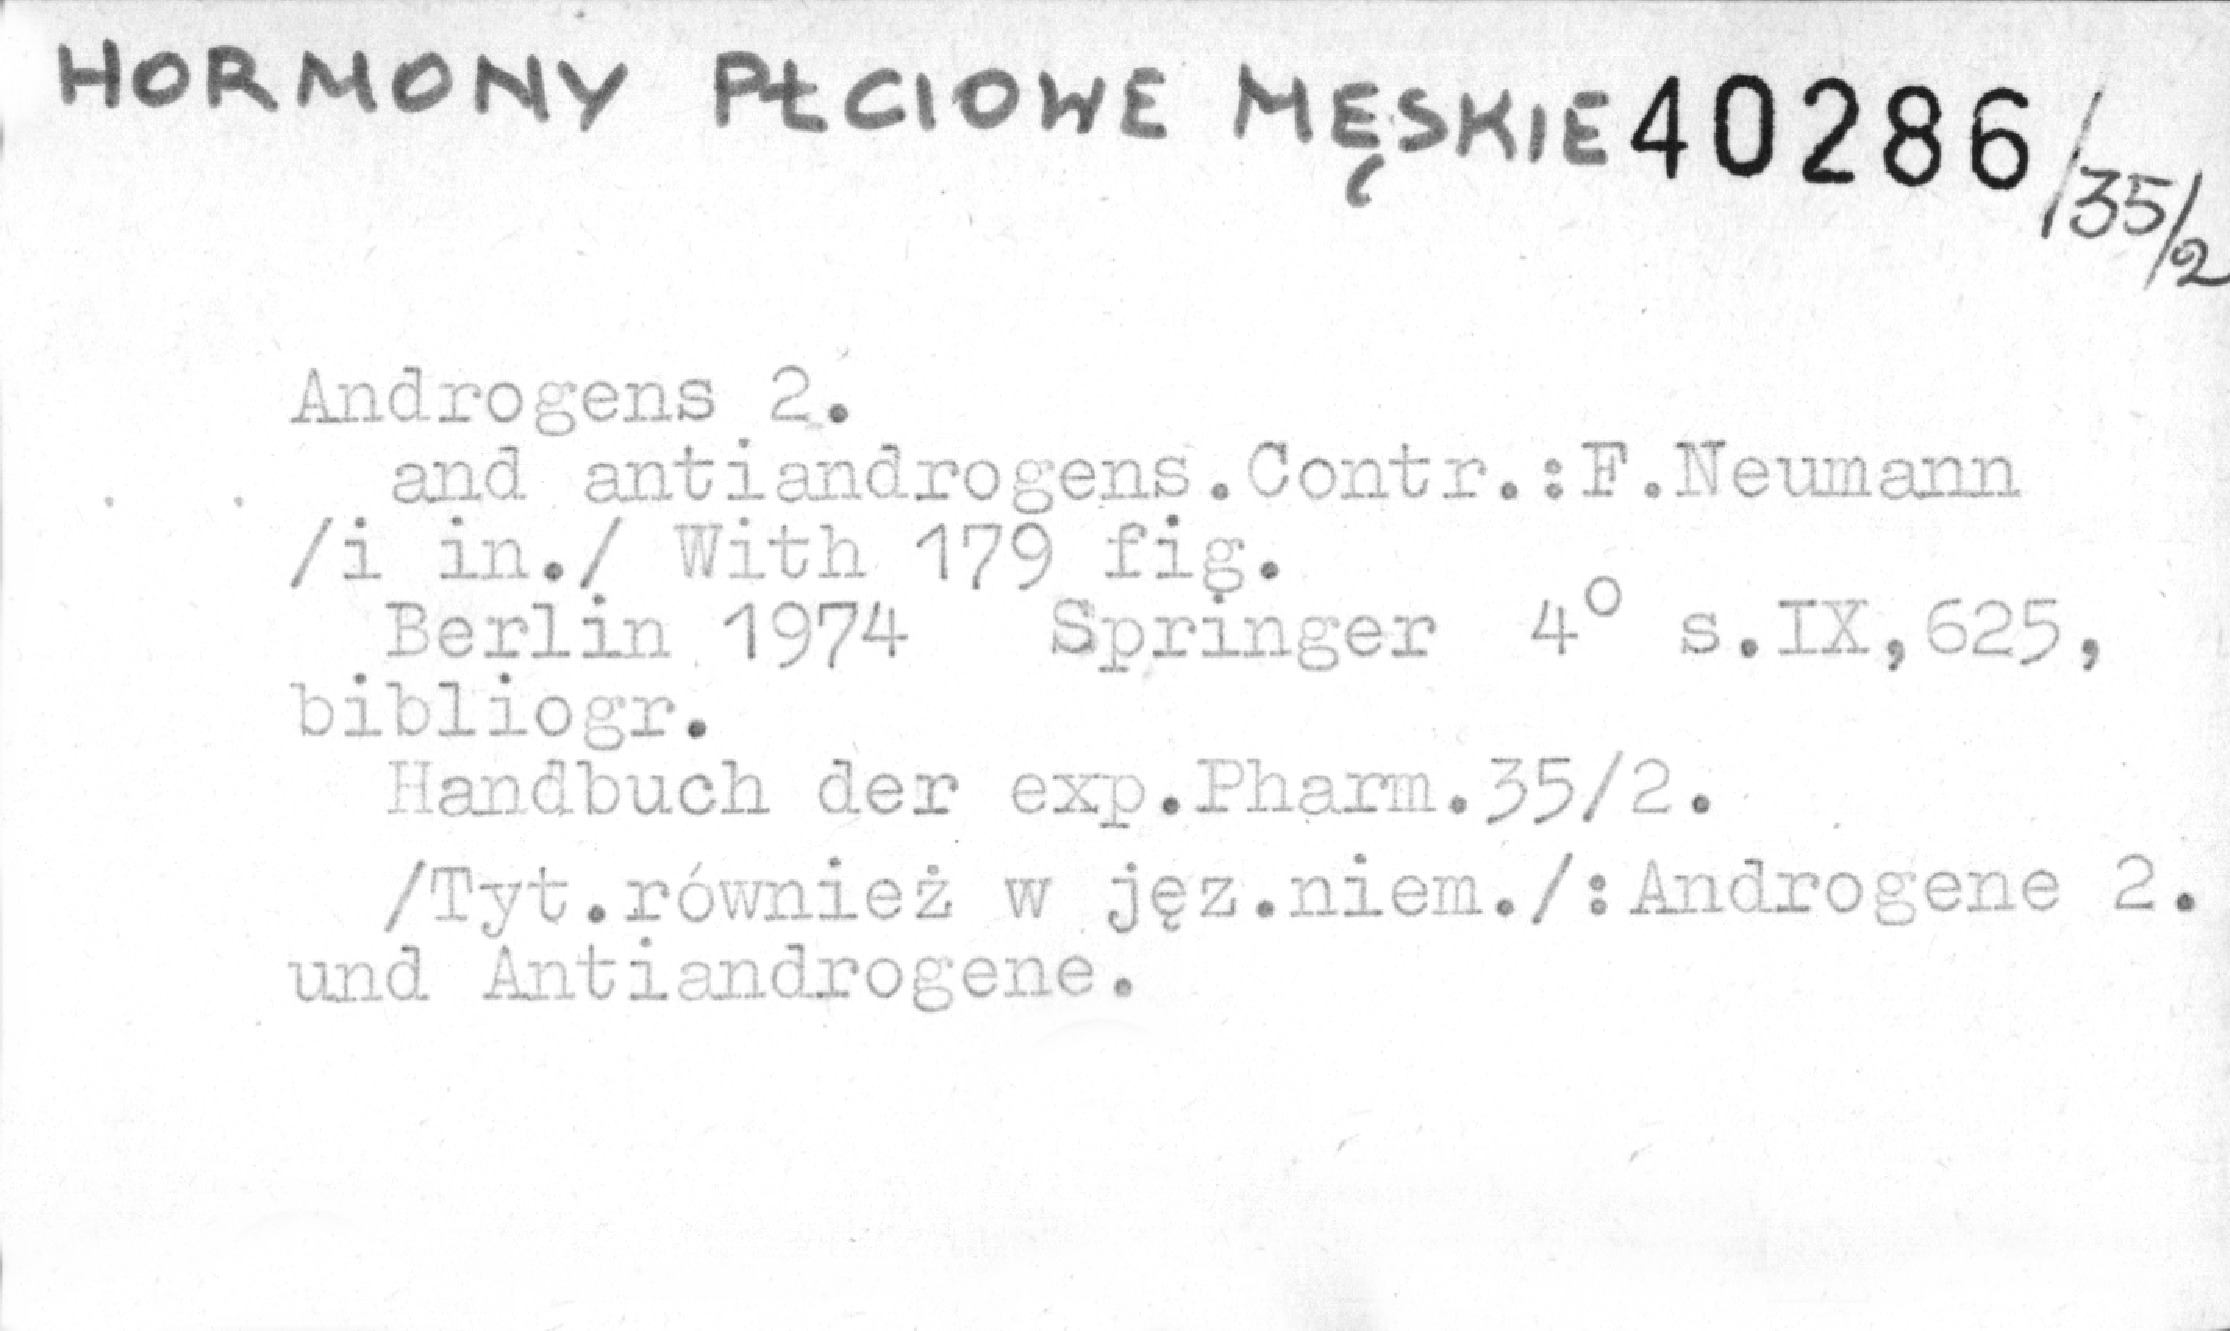 HORMONY PŁCIOWE MĘSKIE 40286/35/2
Androgens 2.
and antiandrogens.Contr.:F.Neumann
/i in./ With 179 fig.
Berlin 1974 Springer 4° s.IX,625,
bibliogr.
Handbuch der exp.Pharm.35/2.
/Tyt.również w jęz.niem./:Androgene 2.
und Antiandrogene.